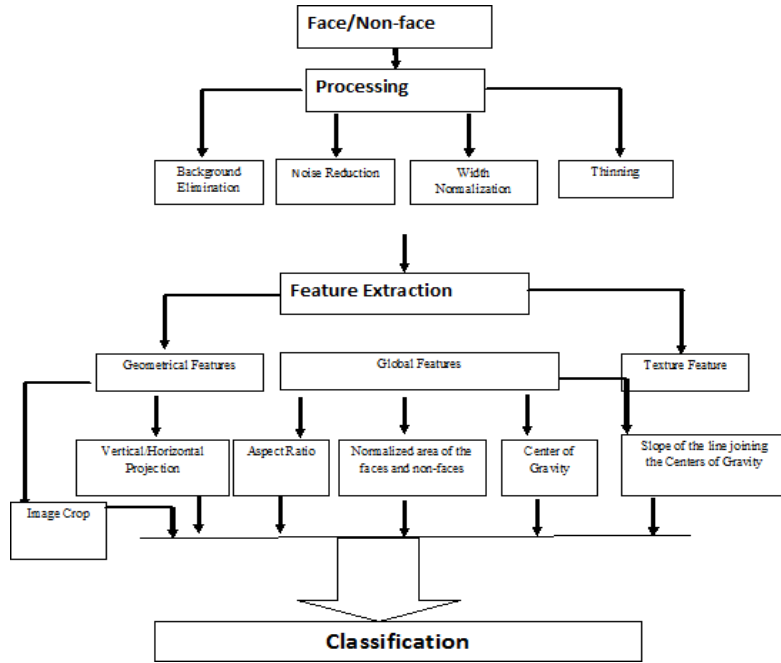 Face/Non-face
Processing
Background
Elimination
Noise Reduction
Width
Normalization
Thinning
Feature Extraction
Geometrical Features
Global Features
Texture Feature
Vertical/Horizontal
Projection
Aspect Ratio
Normalized area of the
faces and non-faces
Center of
Gravity
Slope of the line joining
the Centers of Gravity
Image Crop
Classification